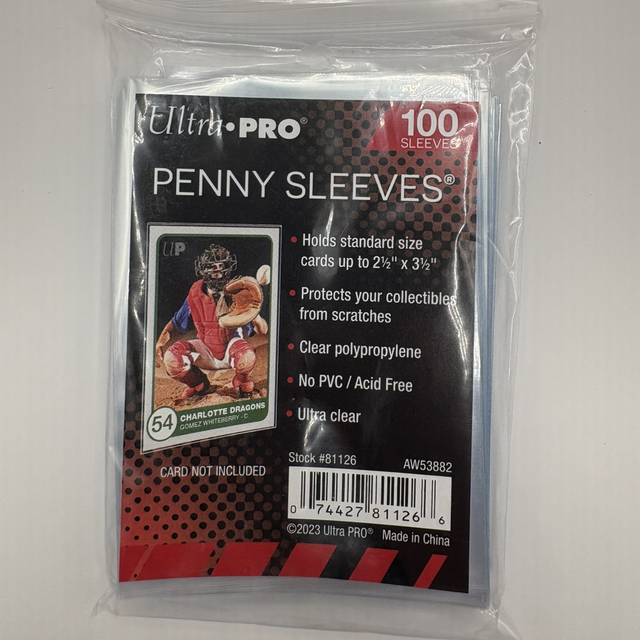 Ultra•PRO®
100
SLEEVES
PENNY SLEEVES®
UP
54
CHARLOTTE DRAGONS
GOMEZ WHITEBERRY - C
CARD NOT INCLUDED
• Holds standard size
cards up to 2½" x 3½"
• Protects your collectibles
from scratches
• Clear polypropylene
• No PVC / Acid Free
• Ultra clear
Stock #81126 AW53882
0 74427 81126 6
©2023 Ultra PRO® Made in China